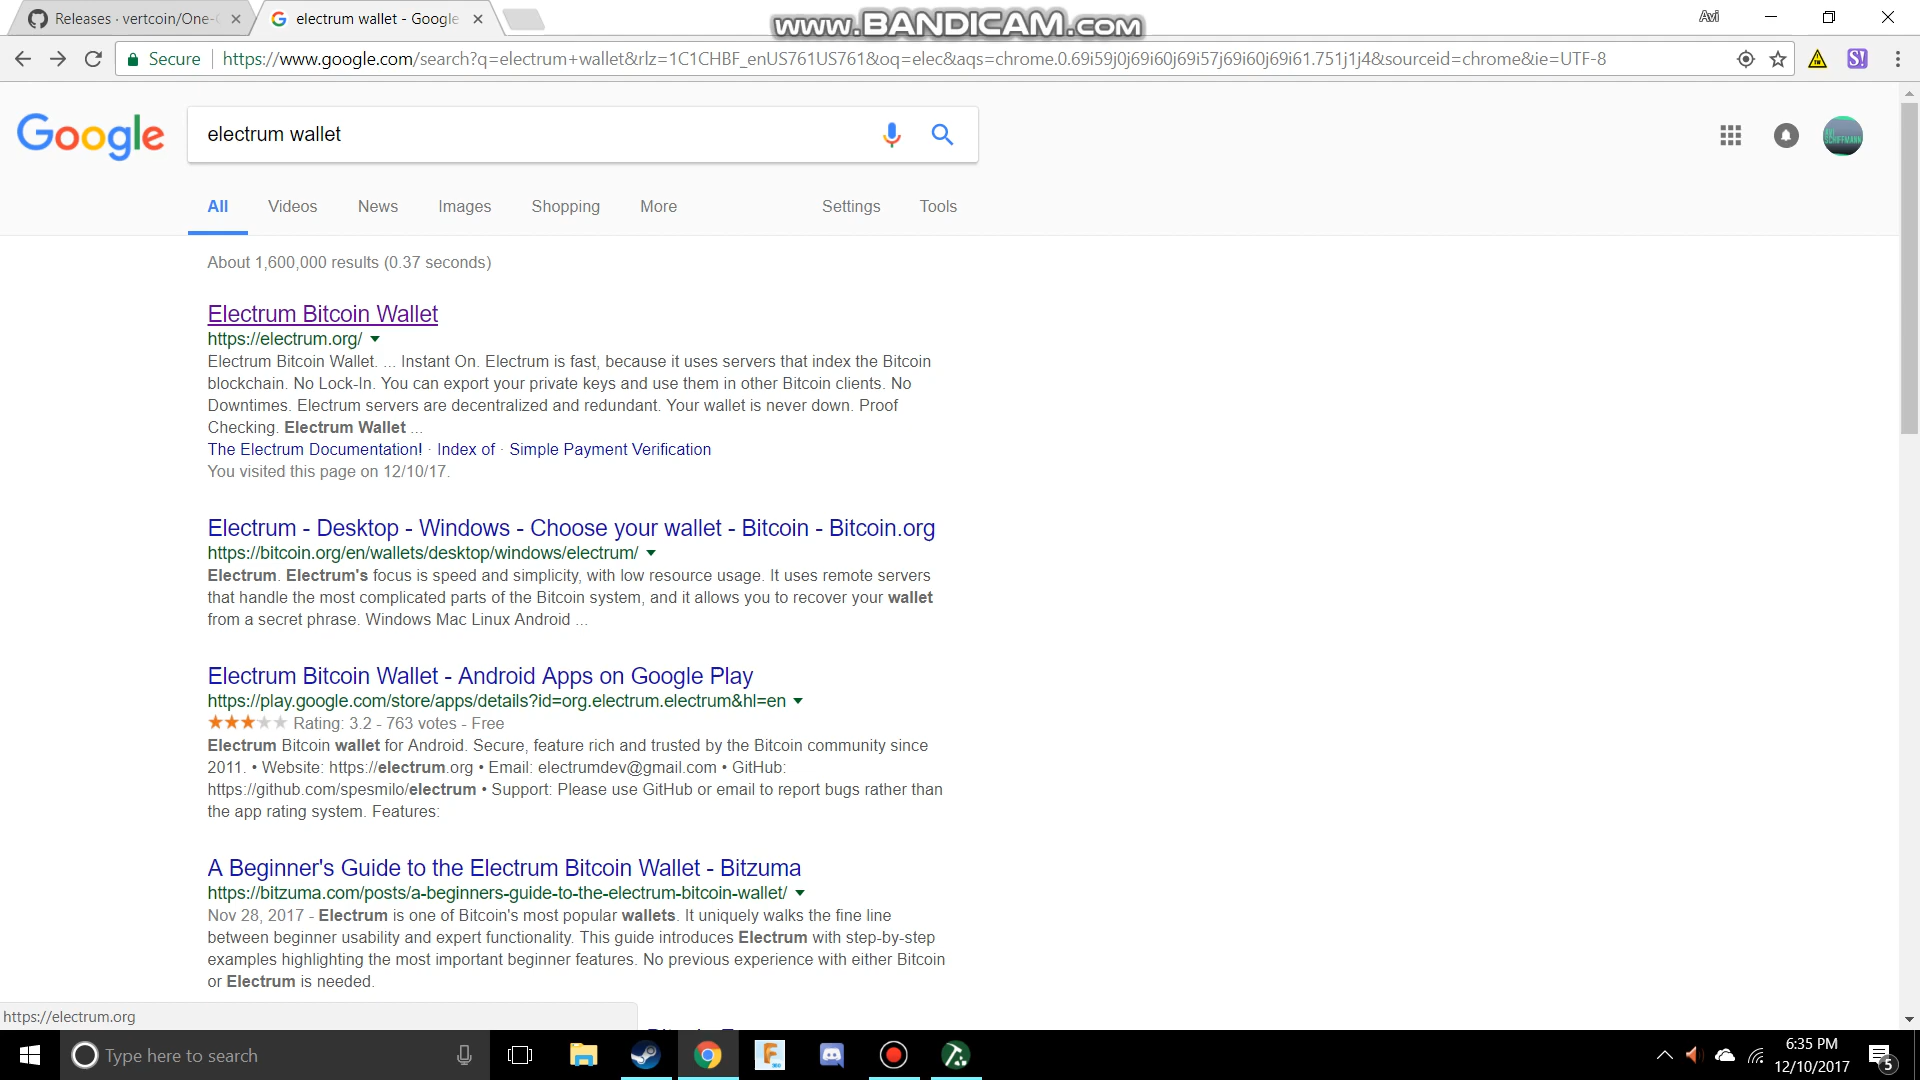 Releases · vertcoin/One-C
electrum wallet - Google
www.BANDICAM.com
Avi
Secure
https://www.google.com/search?q=electrum+wallet&rlz=1C1CHBF_enUS761US761&oq=elec&aqs=chrome.0.69i59j0j69i60j69i57j69i60j69i61.751j1j4&sourceid=chrome&ie=UTF-8
Google
electrum wallet
All Videos News Images Shopping More Settings Tools
About 1,600,000 results (0.37 seconds)
Electrum Bitcoin Wallet
https://electrum.org/
Electrum Bitcoin Wallet. ... Instant On. Electrum is fast, because it uses servers that index the Bitcoin
blockchain. No Lock-In. You can export your private keys and use them in other Bitcoin clients. No
Downtimes. Electrum servers are decentralized and redundant. Your wallet is never down. Proof
Checking. Electrum Wallet ...
The Electrum Documentation! · Index of · Simple Payment Verification
You visited this page on 12/10/17.
Electrum - Desktop - Windows - Choose your wallet - Bitcoin - Bitcoin.org
https://bitcoin.org/en/wallets/desktop/windows/electrum/
Electrum. Electrum's focus is speed and simplicity, with low resource usage. It uses remote servers
that handle the most complicated parts of the Bitcoin system, and it allows you to recover your wallet
from a secret phrase. Windows Mac Linux Android ...
Electrum Bitcoin Wallet - Android Apps on Google Play
https://play.google.com/store/apps/details?id=org.electrum.electrum&hl=en
Rating: 3.2 - 763 votes - Free
Electrum Bitcoin wallet for Android. Secure, feature rich and trusted by the Bitcoin community since
2011. • Website: https://electrum.org • Email: electrumdev@gmail.com • GitHub:
https://github.com/spesmilo/electrum • Support: Please use GitHub or email to report bugs rather than
the app rating system. Features:
A Beginner's Guide to the Electrum Bitcoin Wallet - Bitzuma
https://bitzuma.com/posts/a-beginners-guide-to-the-electrum-bitcoin-wallet/
Nov 28, 2017 - Electrum is one of Bitcoin's most popular wallets. It uniquely walks the fine line
between beginner usability and expert functionality. This guide introduces Electrum with step-by-step
examples highlighting the most important beginner features. No previous experience with either Bitcoin
or Electrum is needed.
https://electrum.org
Type here to search
6:35 PM
12/10/2017
5